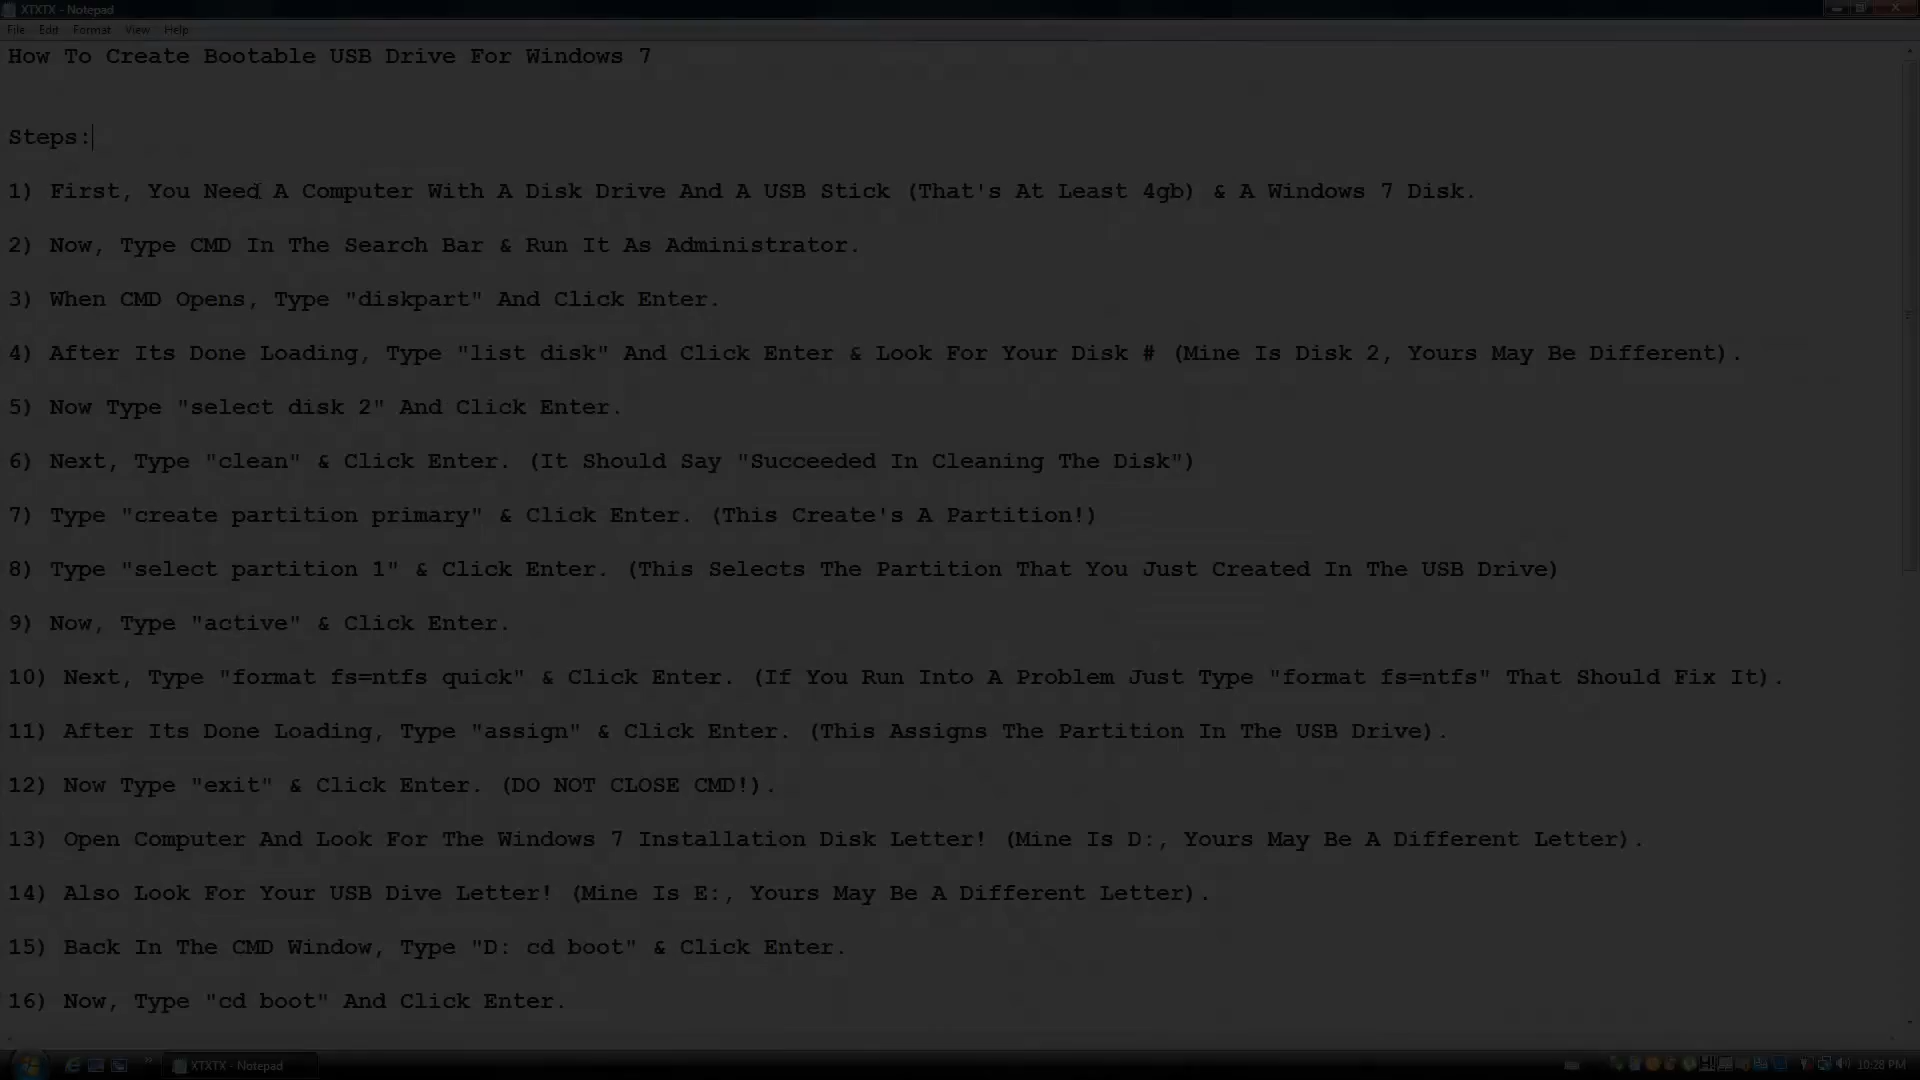 XTXTX - Notepad
File Edit Format View Help
How To Create Bootable USB Drive For Windows 7
Steps:
1) First, You Need A Computer With A Disk Drive And A USB Stick (That's At Least 4gb) & A Windows 7 Disk.
2) Now, Type CMD In The Search Bar & Run It As Administrator.
3) When CMD Opens, Type "diskpart" And Click Enter.
4) After Its Done Loading, Type "list disk" And Click Enter & Look For Your Disk # (Mine Is Disk 2, Yours May Be Different).
5) Now Type "select disk 2" And Click Enter.
6) Next, Type "clean" & Click Enter. (It Should Say "Succeeded In Cleaning The Disk")
7) Type "create partition primary" & Click Enter. (This Create's A Partition!)
8) Type "select partition 1" & Click Enter. (This Selects The Partition That You Just Created In The USB Drive)
9) Now, Type "active" & Click Enter.
10) Next, Type "format fs=ntfs quick" & Click Enter. (If You Run Into A Problem Just Type "format fs=ntfs" That Should Fix It).
11) After Its Done Loading, Type "assign" & Click Enter. (This Assigns The Partition In The USB Drive).
12) Now Type "exit" & Click Enter. (DO NOT CLOSE CMD!).
13) Open Computer And Look For The Windows 7 Installation Disk Letter! (Mine Is D:, Yours May Be A Different Letter).
14) Also Look For Your USB Dive Letter! (Mine Is E:, Yours May Be A Different Letter).
15) Back In The CMD Window, Type "D: cd boot" & Click Enter.
16) Now, Type "cd boot" And Click Enter.
XTXTX - Notepad
10:28 PM